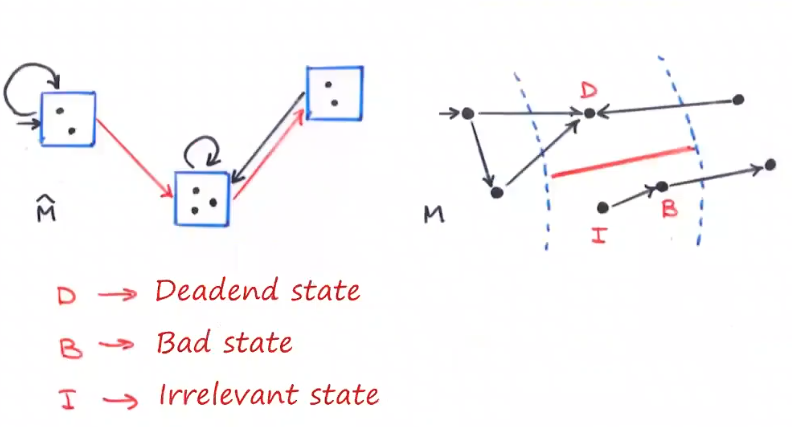 M̂
D
M
I
B
D → Deadend state
B → Bad state
I → Irrelevant state